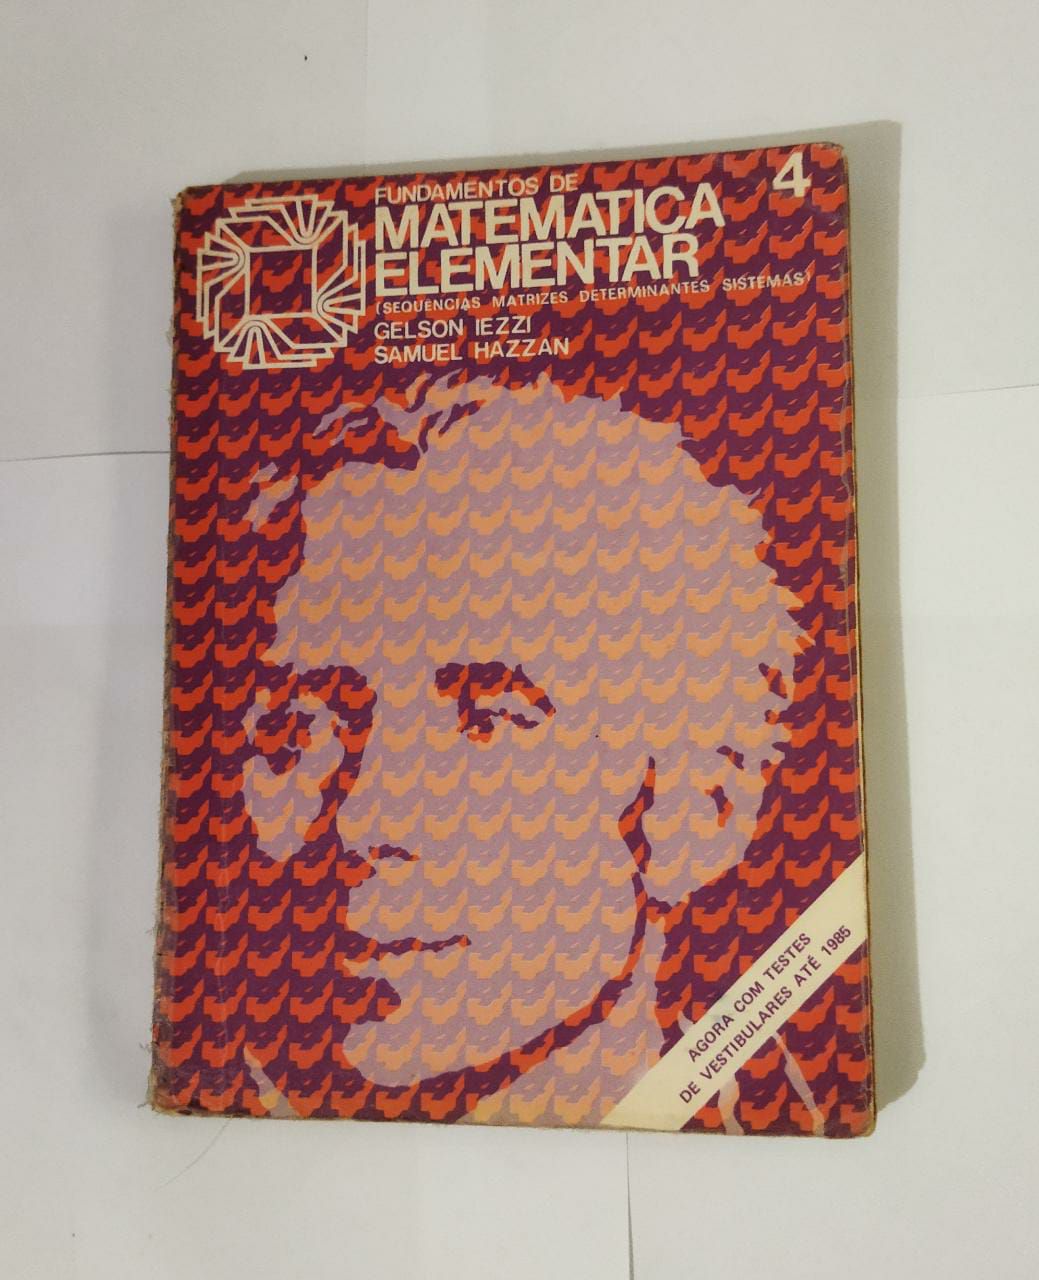 4
FUNDAMENTOS DE
MATEMATICA
ELEMENTAR
(SEQUÊNCIAS MATRIZES DETERMINANTES SISTEMAS)
GELSON IEZZI
SAMUEL HAZZAN
AGORA COM TESTES
DE VESTIBULARES ATÉ 1985